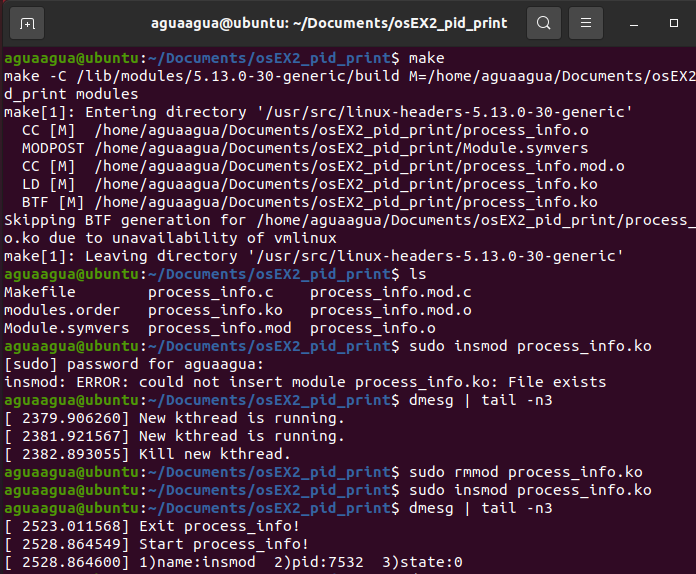 aguaagua@ubuntu: ~/Documents/osEX2_pid_print
aguaagua@ubuntu:~/Documents/osEX2_pid_print$ make
make -C /lib/modules/5.13.0-30-generic/build M=/home/aguaagua/Documents/osEX2
d_print modules
make[1]: Entering directory '/usr/src/linux-headers-5.13.0-30-generic'
  CC [M]  /home/aguaagua/Documents/osEX2_pid_print/process_info.o
  MODPOST /home/aguaagua/Documents/osEX2_pid_print/Module.symvers
  CC [M]  /home/aguaagua/Documents/osEX2_pid_print/process_info.mod.o
  LD [M]  /home/aguaagua/Documents/osEX2_pid_print/process_info.ko
  BTF [M] /home/aguaagua/Documents/osEX2_pid_print/process_info.ko
Skipping BTF generation for /home/aguaagua/Documents/osEX2_pid_print/process_
o.ko due to unavailability of vmlinux
make[1]: Leaving directory '/usr/src/linux-headers-5.13.0-30-generic'
aguaagua@ubuntu:~/Documents/osEX2_pid_print$ ls
Makefile        process_info.c    process_info.mod.c
modules.order   process_info.ko   process_info.mod.o
Module.symvers  process_info.mod  process_info.o
aguaagua@ubuntu:~/Documents/osEX2_pid_print$ sudo insmod process_info.ko
[sudo] password for aguaagua:
insmod: ERROR: could not insert module process_info.ko: File exists
aguaagua@ubuntu:~/Documents/osEX2_pid_print$ dmesg | tail -n3
[ 2379.906260] New kthread is running.
[ 2381.921567] New kthread is running.
[ 2382.893055] Kill new kthread.
aguaagua@ubuntu:~/Documents/osEX2_pid_print$ sudo rmmod process_info.ko
aguaagua@ubuntu:~/Documents/osEX2_pid_print$ sudo insmod process_info.ko
aguaagua@ubuntu:~/Documents/osEX2_pid_print$ dmesg | tail -n3
[ 2523.011568] Exit process_info!
[ 2528.864549] Start process_info!
[ 2528.864600] 1)name:insmod  2)pid:7532  3)state:0